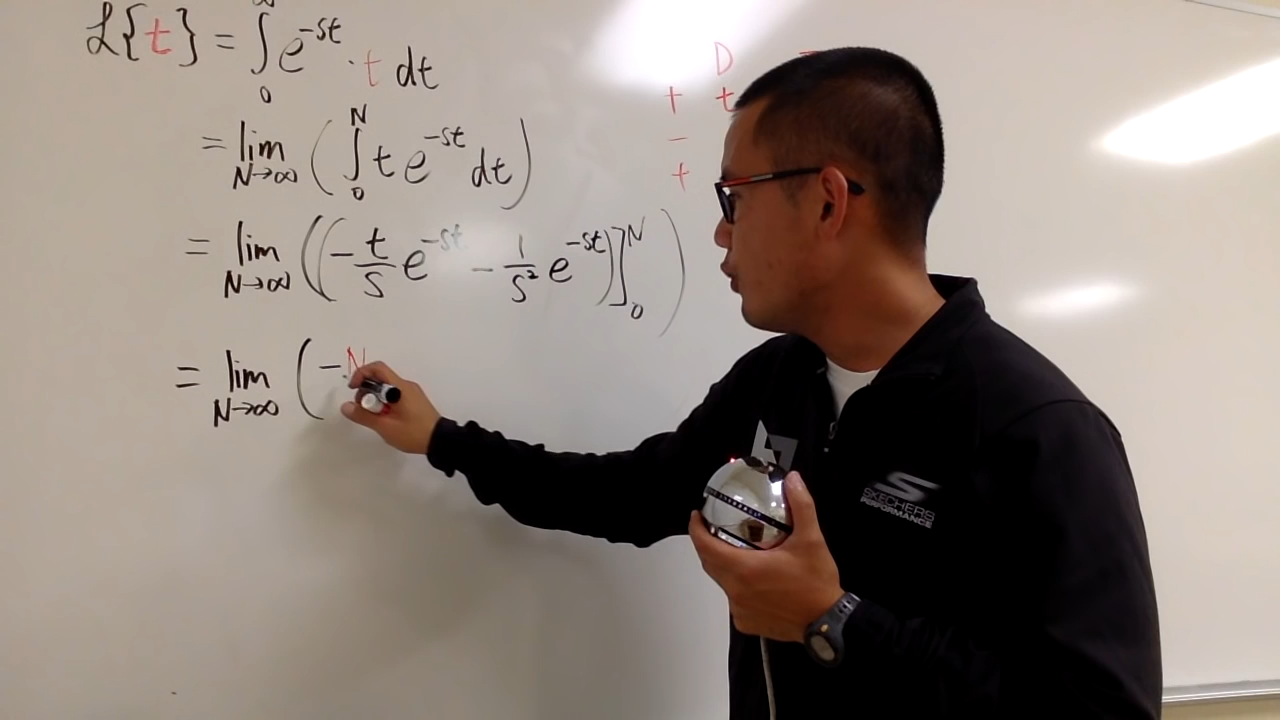 ℒ{t} = ∫₀^∞ e^{-st} · t dt
= lim_{N→∞} ( ∫₀^N t e^{-st} dt )
= lim_{N→∞} ( ( - t/s e^{-st} - 1/s² e^{-st} ) ]₀^N )
= lim_{N→∞} ( - N
D
+ t
-
+
SKECHERS
PERFORMANCE